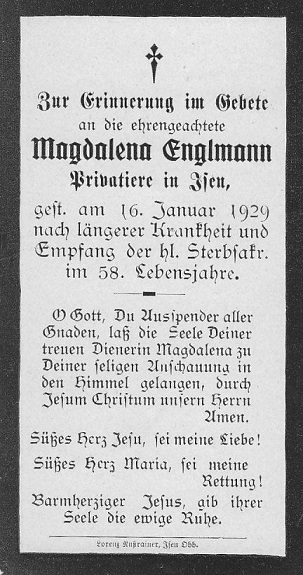 Zur Erinnerung im Gebete
an die ehrengeachtete
Magdalena Englmann
Privatiere in Isen,
gest. am 16. Januar 1929
nach längerer Krankheit und
Empfang der hl. Sterbsakr.
im 58. Lebensjahre.
O Gott, Du Ausspender aller
Gnaden, laß die Seele Deiner
treuen Dienerin Magdalena zu
Deiner seligen Anschauung in
den Himmel gelangen, durch
Jesum Christum unsern Herrn
Amen.
Süßes Herz Jesu, sei meine Liebe!
Süßes Herz Maria, sei meine
Rettung!
Barmherziger Jesus, gib ihrer
Seele die ewige Ruhe.
Lorenz Nußrainer, Isen Obb.